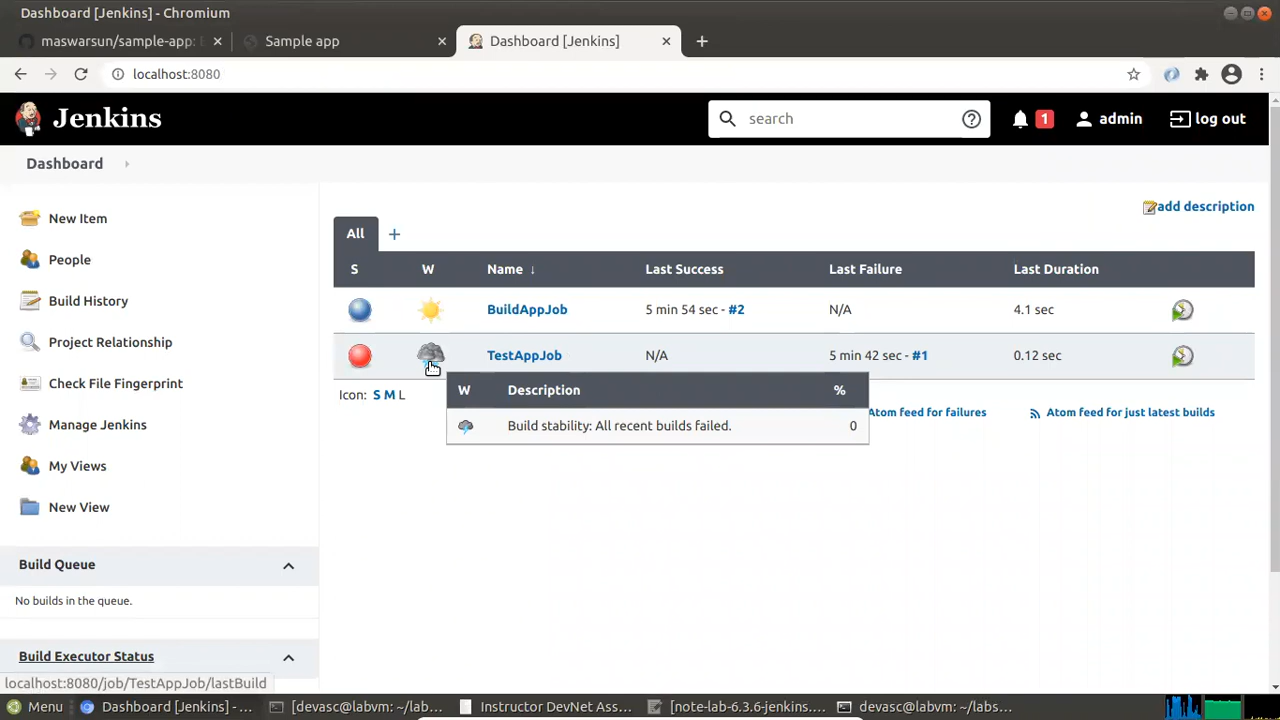 Dashboard [Jenkins] - Chromium
maswarsun/sample-app:
Sample app
Dashboard [Jenkins]
localhost:8080
Jenkins
search
1
admin
log out
Dashboard
New Item
People
Build History
Project Relationship
Check File Fingerprint
Manage Jenkins
My Views
New View
Build Queue
No builds in the queue.
Build Executor Status
add description
All +
S W Name ↓ Last Success Last Failure Last Duration
BuildAppJob 5 min 54 sec - #2 N/A 4.1 sec
TestAppJob N/A 5 min 42 sec - #1 0.12 sec
W Description %
Build stability: All recent builds failed. 0
Icon: S M L
Atom feed for failures Atom feed for just latest builds
localhost:8080/job/TestAppJob/lastBuild
Menu Dashboard [Jenkins] - ... [devasc@labvm: ~/lab... Instructor DevNet Ass... [note-lab-6.3.6-jenkins.... devasc@labvm: ~/labs...